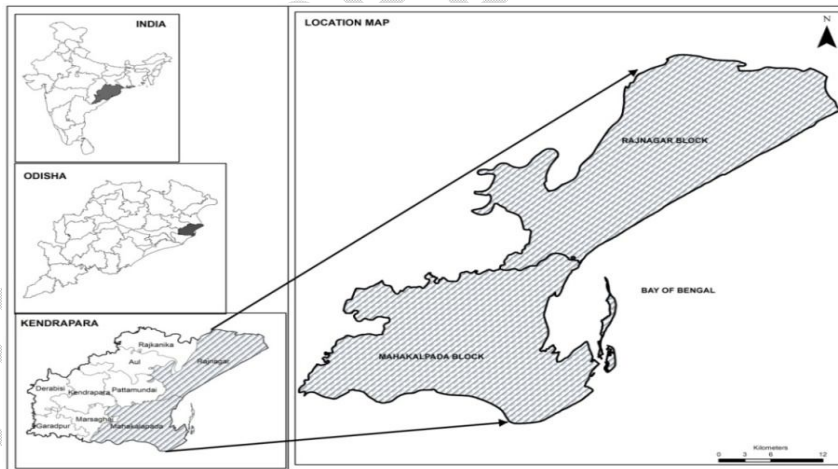 INDIA
ODISHA
KENDRAPARA
Rajkanika
Aul
Rajnagar
Derabisi
Kendrapara
Pattamundai
Marsaghai
Garadpur
Mahakalapada
LOCATION MAP
N
RAJNAGAR BLOCK
BAY OF BENGAL
MAHAKALPADA BLOCK
Kilometers
0 3 6 12